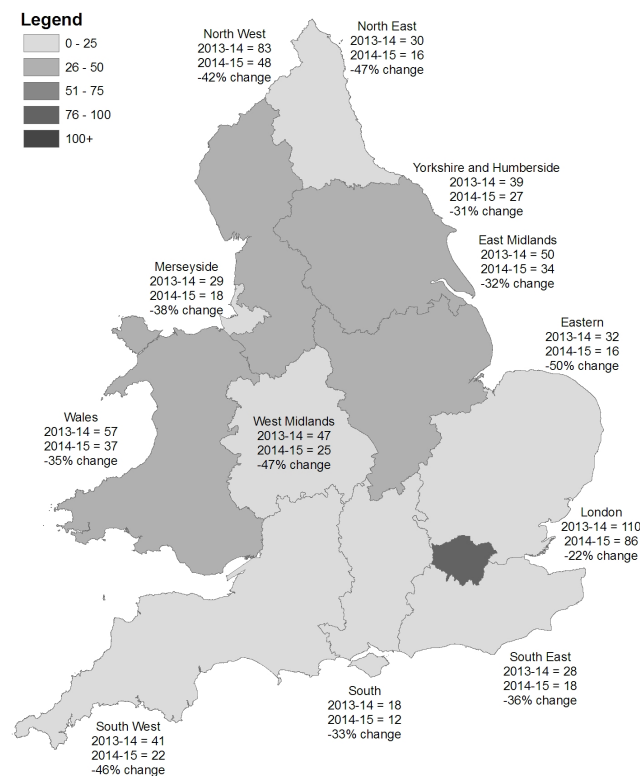 Legend
0 - 25
26 - 50
51 - 75
76 - 100
100+
North West
2013-14 = 83
2014-15 = 48
-42% change
North East
2013-14 = 30
2014-15 = 16
-47% change
Yorkshire and Humberside
2013-14 = 39
2014-15 = 27
-31% change
East Midlands
2013-14 = 50
2014-15 = 34
-32% change
Merseyside
2013-14 = 29
2014-15 = 18
-38% change
Eastern
2013-14 = 32
2014-15 = 16
-50% change
Wales
2013-14 = 57
2014-15 = 37
-35% change
West Midlands
2013-14 = 47
2014-15 = 25
-47% change
London
2013-14 = 110
2014-15 = 86
-22% change
South East
2013-14 = 28
2014-15 = 18
-36% change
South
2013-14 = 18
2014-15 = 12
-33% change
South West
2013-14 = 41
2014-15 = 22
-46% change